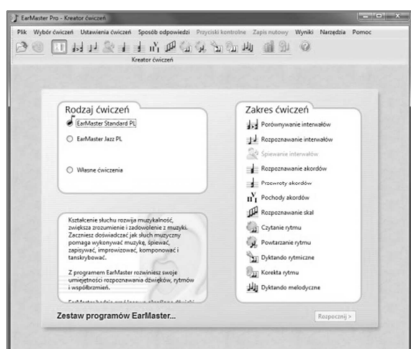 EarMaster Pro - Kreator ćwiczeń
Plik Wybór ćwiczeń Ustawienia ćwiczeń Sposób odpowiedzi Przyciski kontrolne Zapis nutowy Wyniki Narzędzia Pomoc
Kreator ćwiczeń
Rodzaj ćwiczeń
EarMaster Standard PL
EarMaster Jazz PL
Własne ćwiczenia
Kształcenie słuchu rozwija muzykalność,
zwiększa zrozumienie i zadowolenie z muzyki.
Zaczniesz doświadczać jak słuch muzyczny
pomaga wykonywać muzykę, śpiewać,
zapisywać, improwizować, komponować i
tanskrybować.
Z programem EarMaster rozwiniesz swoje
umiejętności rozpoznawania dźwięków, rytmów
i współbrzmień.
Zakres ćwiczeń
Porównywanie interwałów
Rozpoznawanie interwałów
Śpiewanie interwałów
Rozpoznawanie akordów
Przewroty akordów
Pochody akordów
Rozpoznawanie skal
Czytanie rytmu
Powtarzanie rytmu
Dyktando rytmiczne
Korekta rytmu
Dyktando melodyczne
Zestaw programów EarMaster...
Rozpocznij >